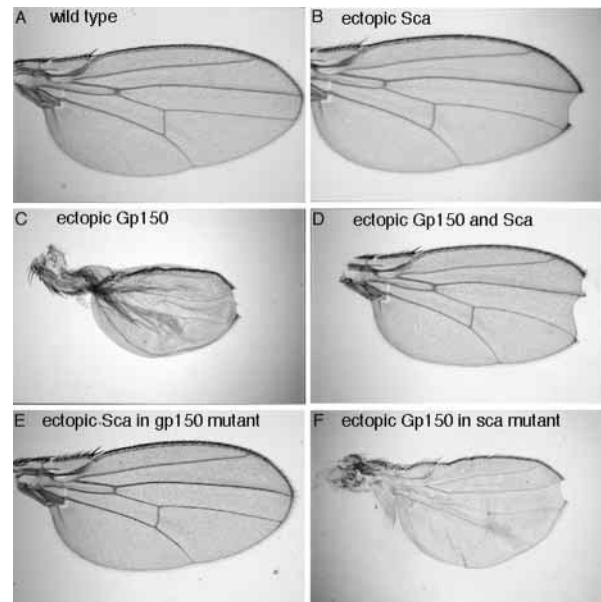 A wild type
B ectopic Sca
C ectopic Gp150
D ectopic Gp150 and Sca
E ectopic Sca in gp150 mutant
F ectopic Gp150 in sca mutant